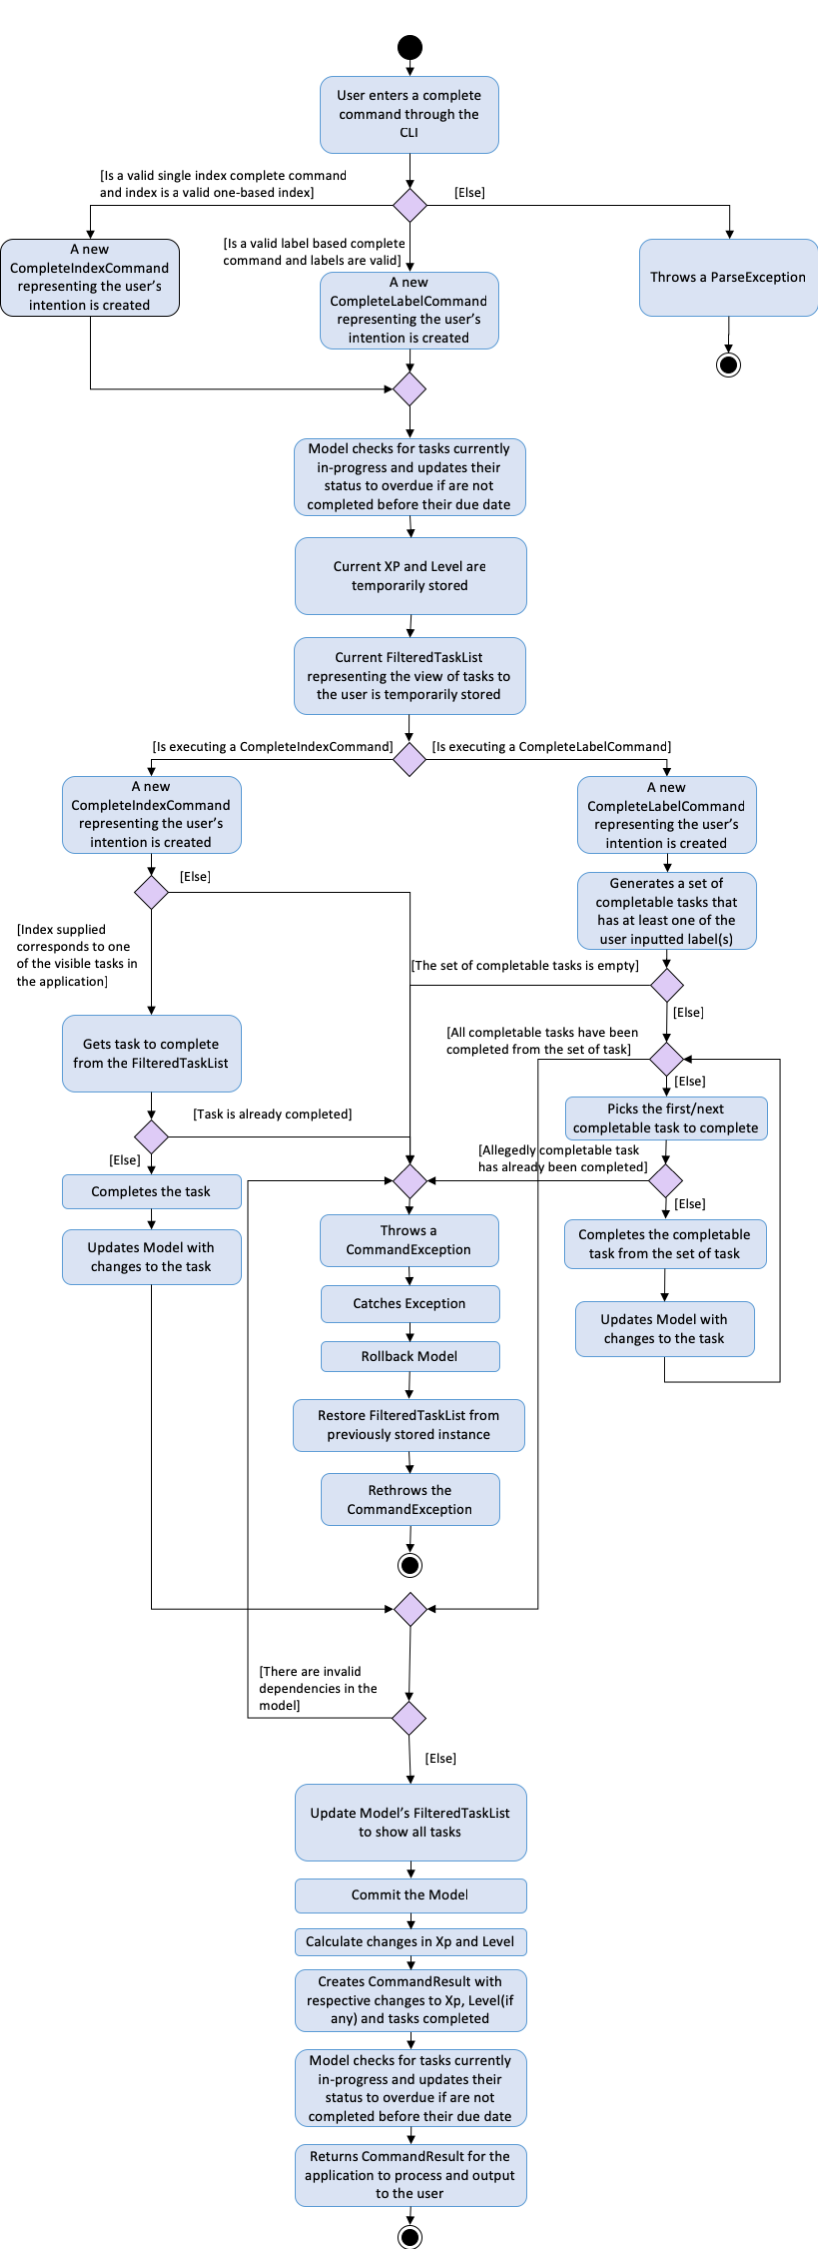 User enters a complete
command through the
CLI
[Is a valid single index complete command
and index is a valid one-based index]
[Else]
[Is a valid label based complete
command and labels are valid]
A new
CompleteIndexCommand
representing the user's
intention is created
A new
CompleteLabelCommand
representing the user's
intention is created
Throws a ParseException
Model checks for tasks currently
in-progress and updates their
status to overdue if are not
completed before their due date
Current XP and Level are
temporarily stored
Current FilteredTaskList
representing the view of tasks to
the user is temporarily stored
[Is executing a CompleteIndexCommand]
[Is executing a CompleteLabelCommand]
A new
CompleteIndexCommand
representing the user's
intention is created
A new
CompleteLabelCommand
representing the user's
intention is created
[Else]
Generates a set of
completable tasks that
has at least one of the
user inputted label(s)
[Index supplied
corresponds to one
of the visible tasks in
the application]
[The set of completable tasks is empty]
[Else]
Gets task to complete
from the FilteredTaskList
[All completable tasks have been
completed from the set of task]
[Else]
Picks the first/next
completable task to complete
[Task is already completed]
[Else]
[Allegedly completable task
has already been completed]
[Else]
Completes the task
Updates Model with
changes to the task
Throws a
CommandException
Completes the completable
task from the set of task
Catches Exception
Updates Model with
changes to the task
Rollback Model
Restore FilteredTaskList from
previously stored instance
Rethrows the
CommandException
[There are invalid
dependencies in the
model]
[Else]
Update Model's FilteredTaskList
to show all tasks
Commit the Model
Calculate changes in Xp and Level
Creates CommandResult with
respective changes to Xp, Level(if
any) and tasks completed
Model checks for tasks currently
in-progress and updates their
status to overdue if are not
completed before their due date
Returns CommandResult for the
application to process and output
to the user